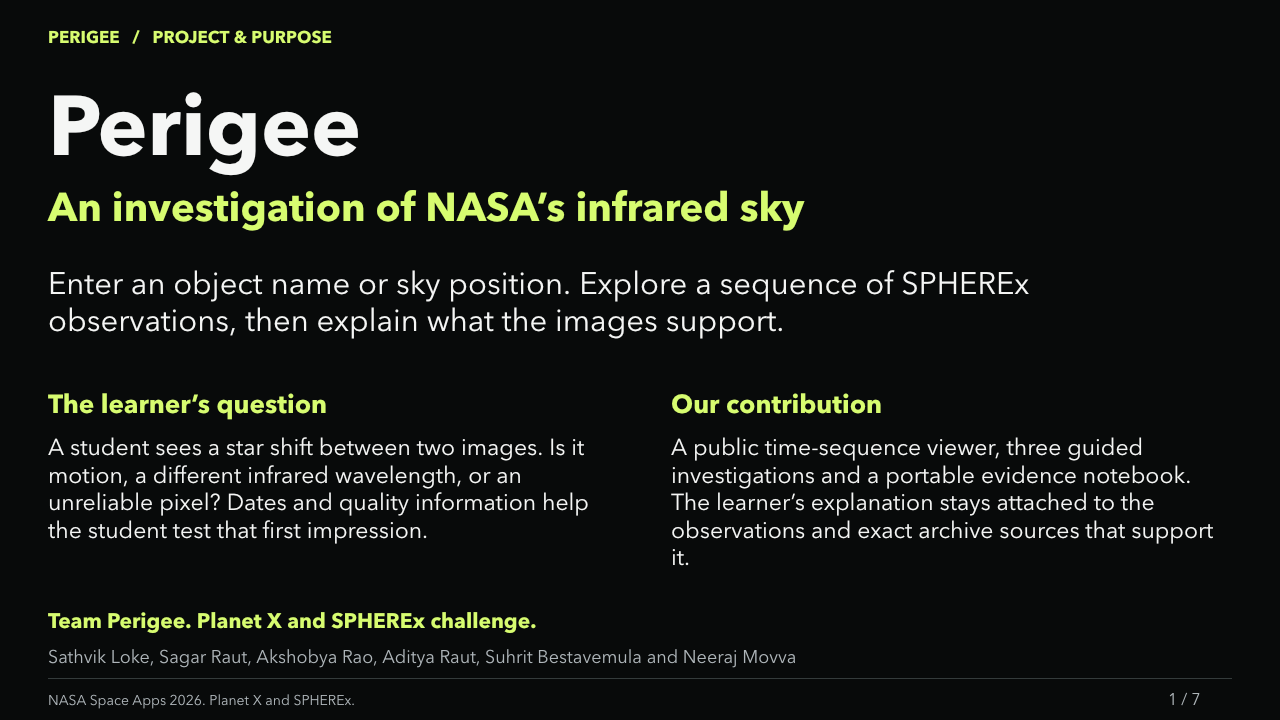 PERIGEE / PROJECT & PURPOSE
Perigee
An investigation of NASA’s infrared sky
Enter an object name or sky position. Explore a sequence of SPHEREx
observations, then explain what the images support.
The learner’s question
A student sees a star shift between two images. Is it
motion, a different infrared wavelength, or an
unreliable pixel? Dates and quality information help
the student test that first impression.
Our contribution
A public time-sequence viewer, three guided
investigations and a portable evidence notebook.
The learner’s explanation stays attached to the
observations and exact archive sources that support
it.
Team Perigee. Planet X and SPHEREx challenge.
Sathvik Loke, Sagar Raut, Akshobya Rao, Aditya Raut, Suhrit Bestavemula and Neeraj Movva
NASA Space Apps 2026. Planet X and SPHEREx.
1 / 7